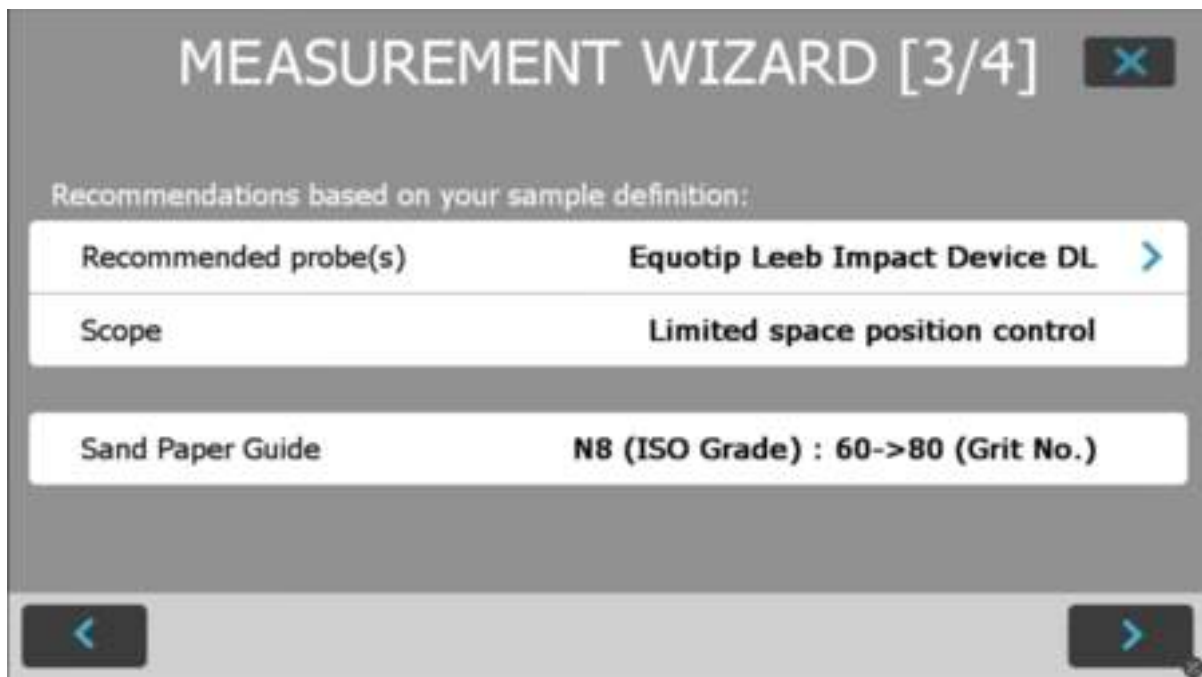 MEASUREMENT WIZARD [3/4]
Recommendations based on your sample definition:
Recommended probe(s) Equotip Leeb Impact Device DL
Scope Limited space position control
Sand Paper Guide N8 (ISO Grade) : 60->80 (Grit No.)